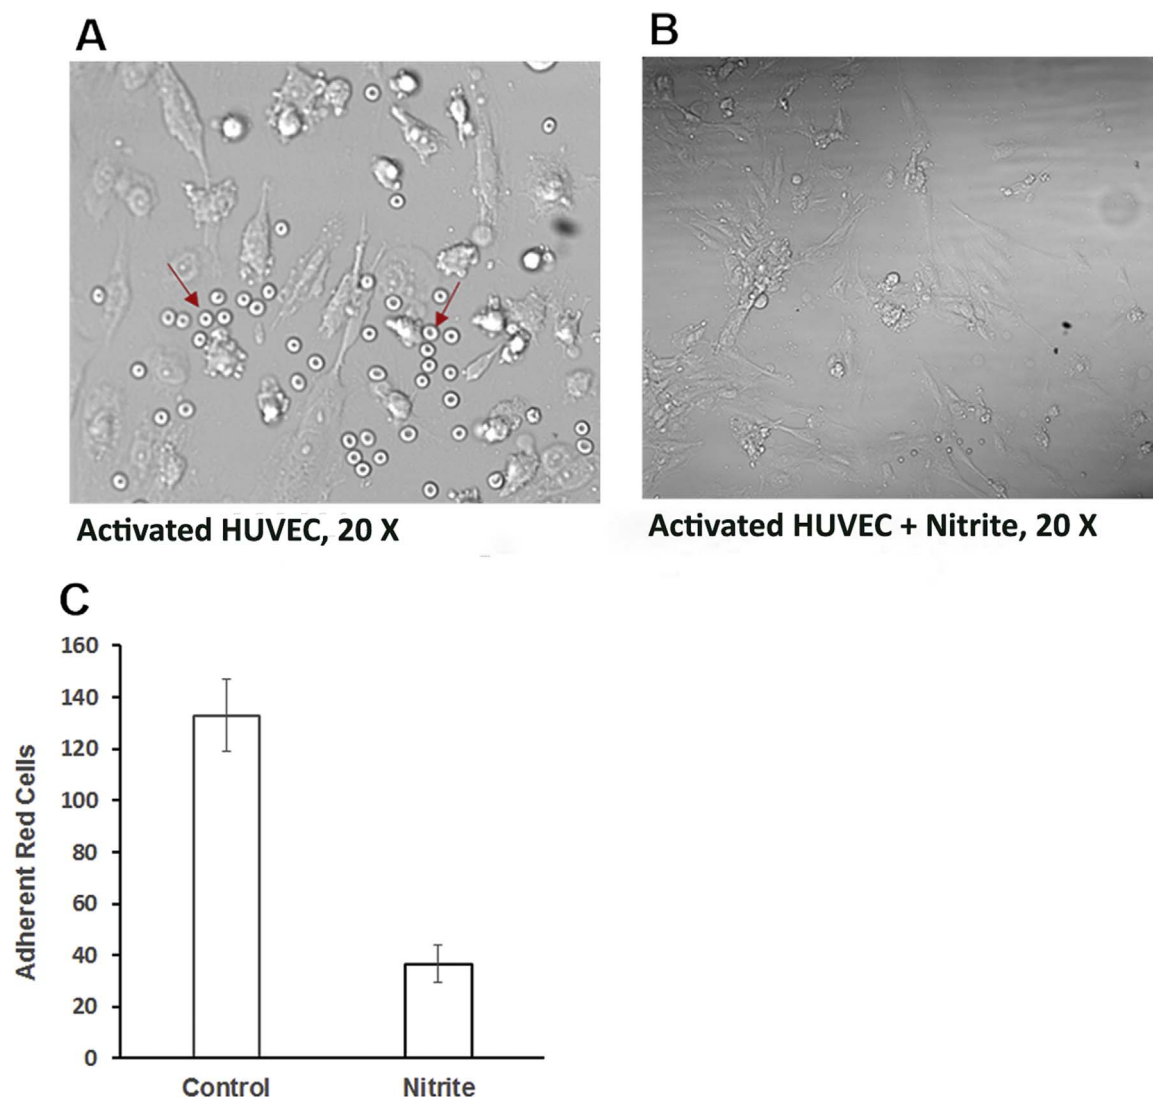 A
B
Activated HUVEC, 20 X
Activated HUVEC + Nitrite, 20 X
C
160
140
120
100
80
60
40
20
0
Adherent Red Cells
Control
Nitrite